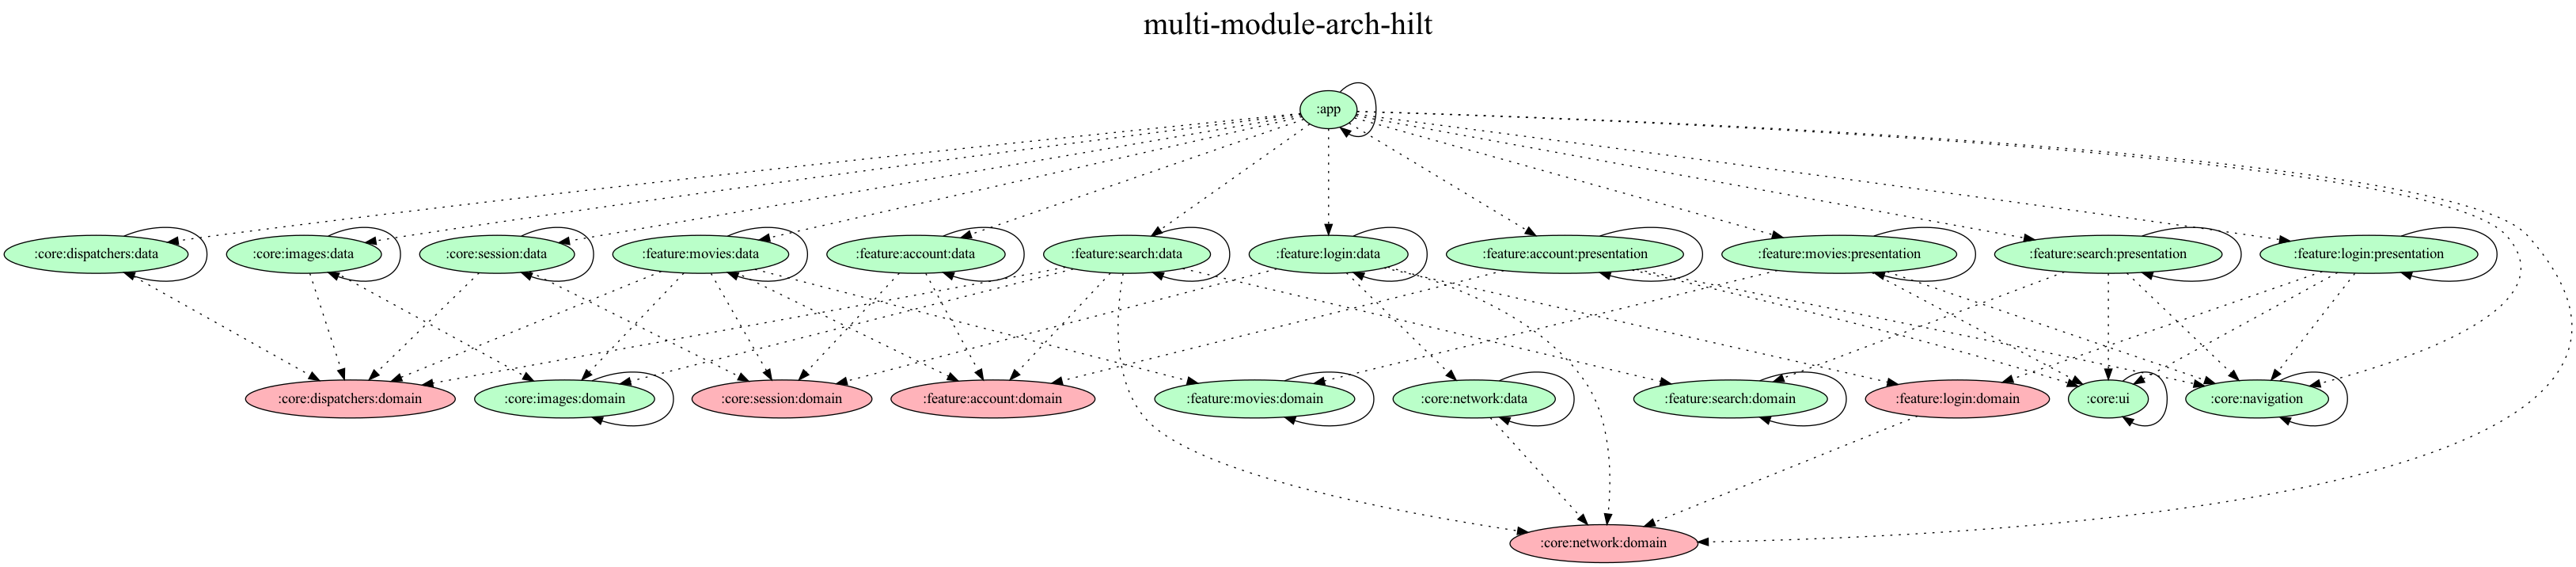 multi-module-arch-hilt
:app
:core:dispatchers:data
:core:images:data
:core:session:data
:feature:movies:data
:feature:account:data
:feature:search:data
:feature:login:data
:feature:account:presentation
:feature:movies:presentation
:feature:search:presentation
:feature:login:presentation
:core:dispatchers:domain
:core:images:domain
:core:session:domain
:feature:account:domain
:feature:movies:domain
:core:network:data
:feature:search:domain
:feature:login:domain
:core:ui
:core:navigation
:core:network:domain